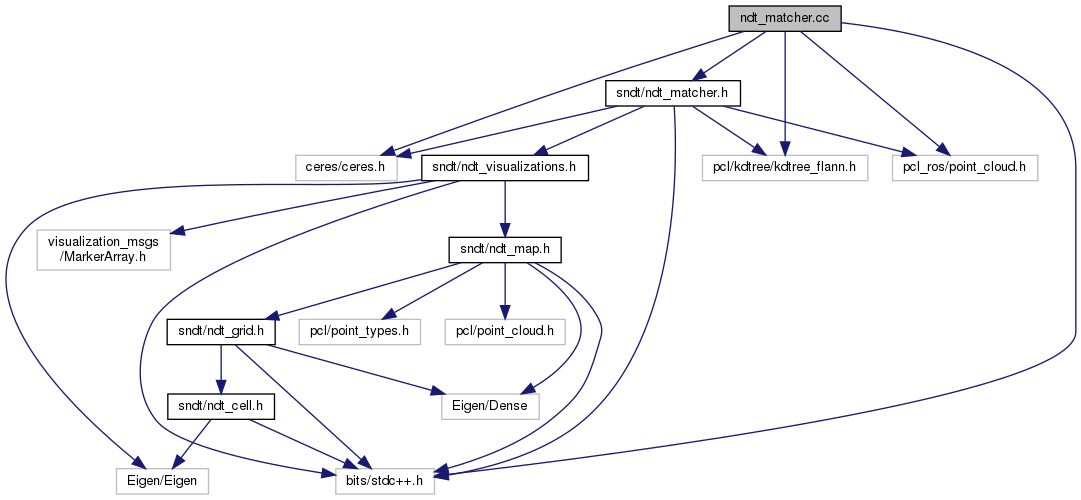 ndt_matcher.cc
sndt/ndt_matcher.h
ceres/ceres.h
sndt/ndt_visualizations.h
pcl/kdtree/kdtree_flann.h
pcl_ros/point_cloud.h
visualization_msgs
/MarkerArray.h
sndt/ndt_map.h
sndt/ndt_grid.h
pcl/point_types.h
pcl/point_cloud.h
sndt/ndt_cell.h
Eigen/Dense
Eigen/Eigen
bits/stdc++.h